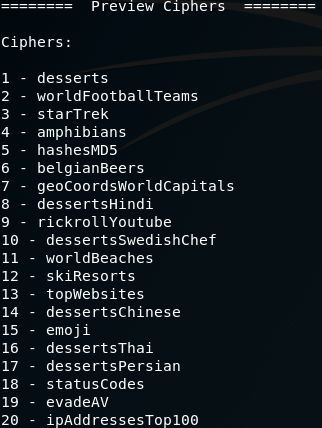 ======== Preview Ciphers ========
Ciphers:
1 - desserts
2 - worldFootballTeams
3 - starTrek
4 - amphibians
5 - hashesMD5
6 - belgianBeers
7 - geoCoordsWorldCapitals
8 - dessertsHindi
9 - rickrollYoutube
10 - dessertsSwedishChef
11 - worldBeaches
12 - skiResorts
13 - topWebsites
14 - dessertsChinese
15 - emoji
16 - dessertsThai
17 - dessertsPersian
18 - statusCodes
19 - evadeAV
20 - ipAddressesTop100